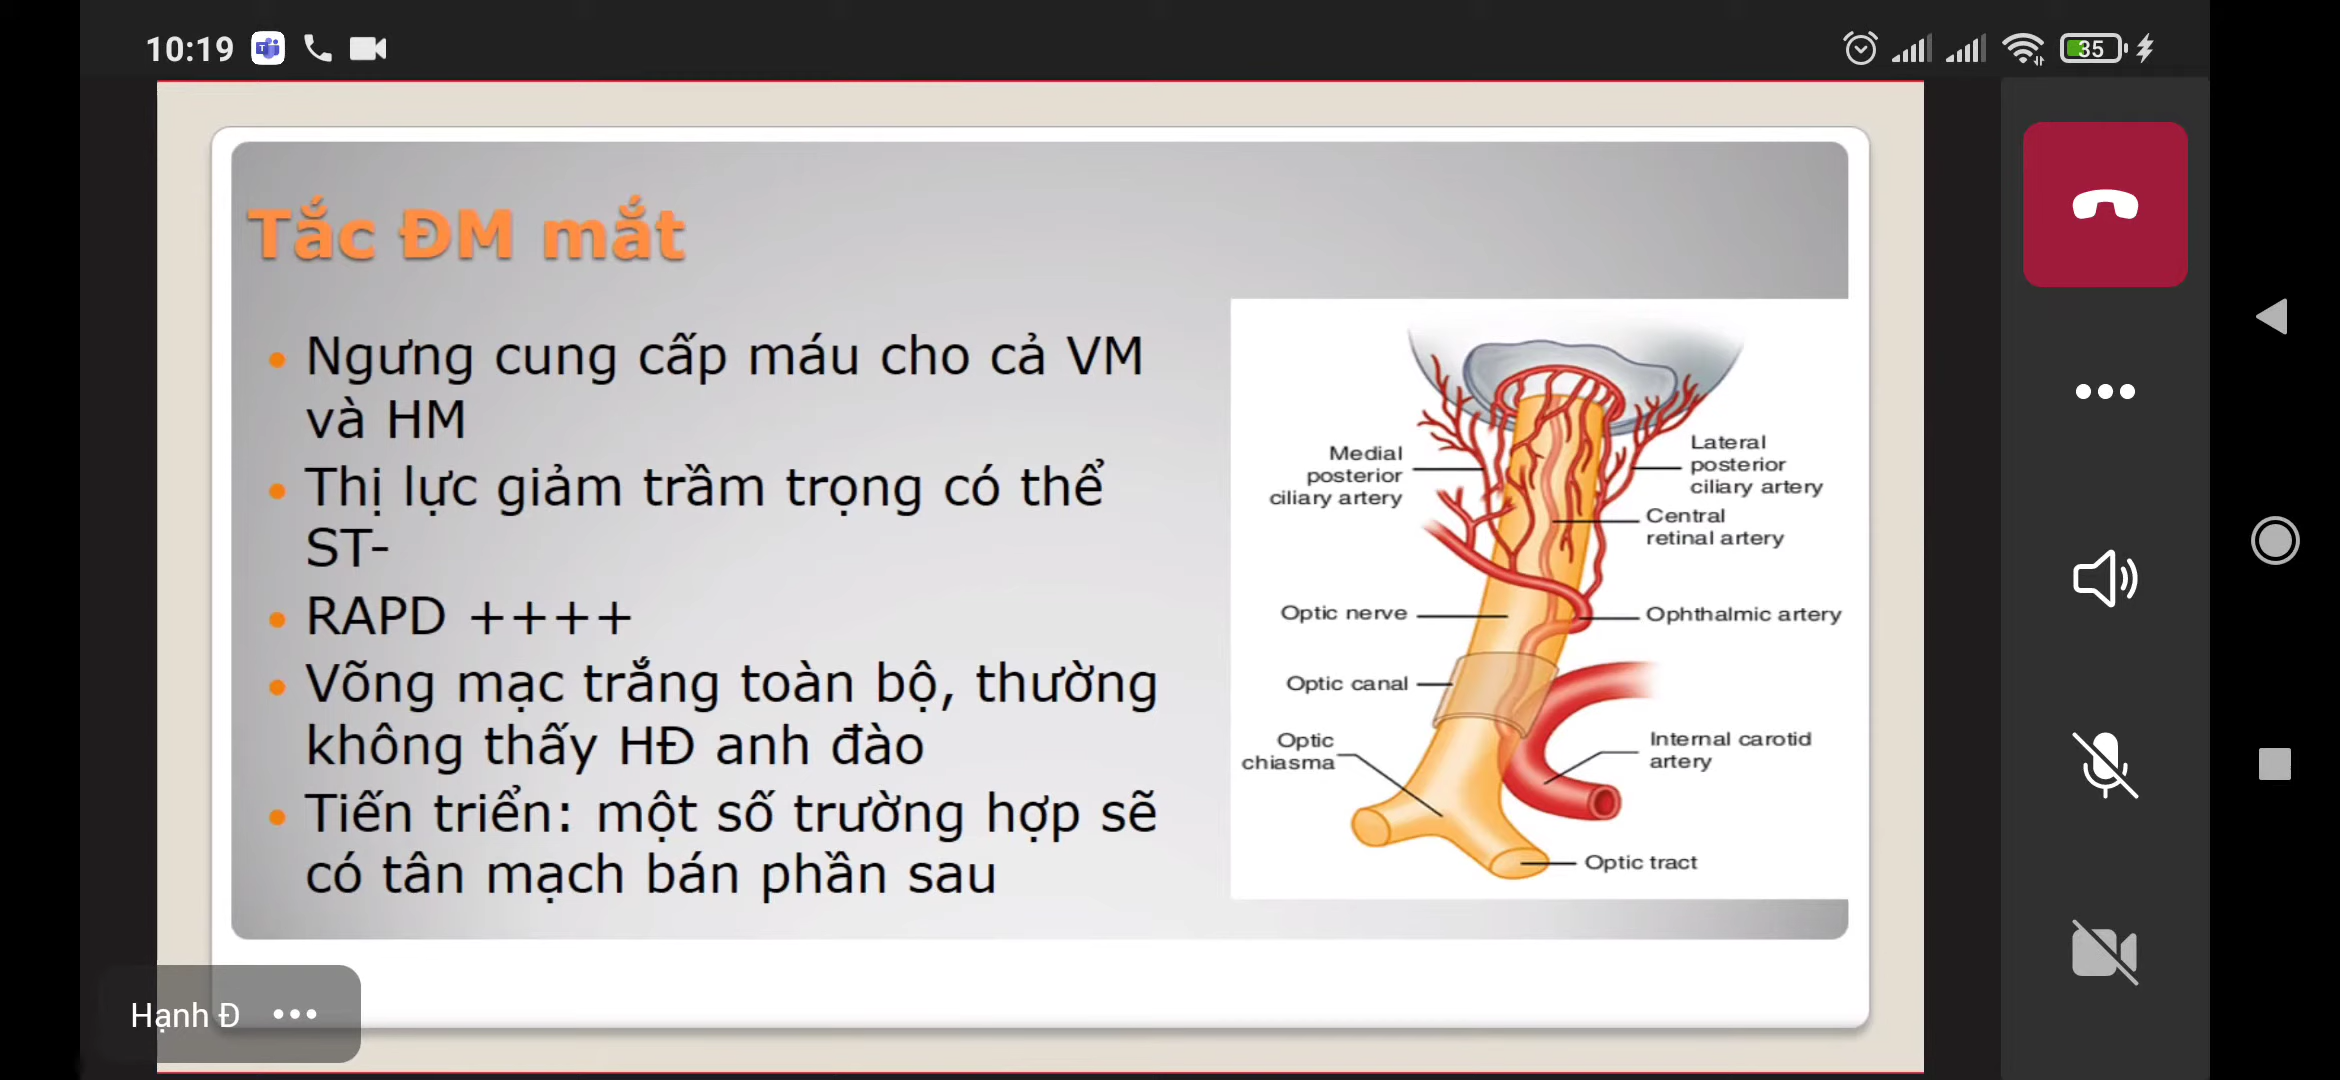 10:19
35
Tắc ĐM mắt
• Ngưng cung cấp máu cho cả VM
và HM
• Thị lực giảm trầm trọng có thể
ST-
• RAPD ++++
• Võng mạc trắng toàn bộ, thường
không thấy HĐ anh đào
• Tiến triển: một số trường hợp sẽ
có tân mạch bán phần sau
Medial
posterior
ciliary artery
Lateral
posterior
ciliary artery
Central
retinal artery
Optic nerve
Ophthalmic artery
Optic canal
Optic
chiasma
Internal carotid
artery
Optic tract
Hạnh Đ